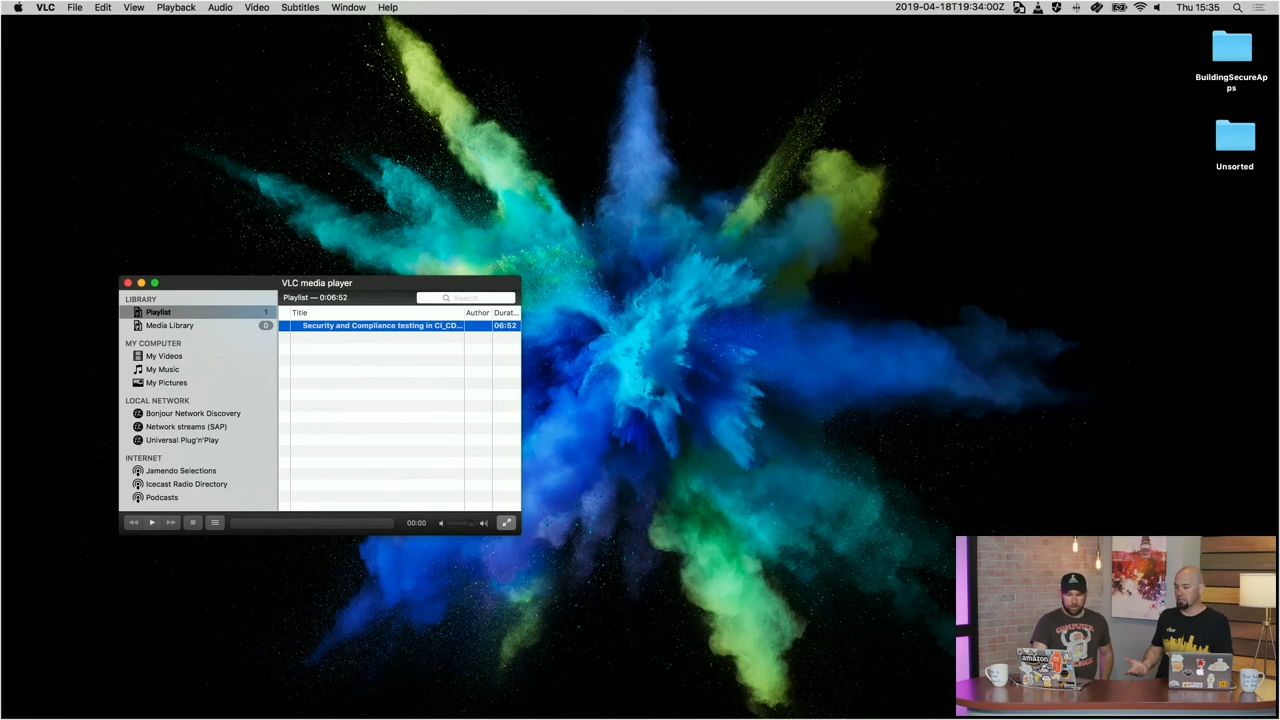 VLC File Edit View Playback Audio Video Subtitles Window Help 2019-04-18T19:34:00Z Thu 15:35
BuildingSecureAp
ps
Unsorted
VLC media player
LIBRARY
Playlist 1
Media Library 0
MY COMPUTER
My Videos
My Music
My Pictures
LOCAL NETWORK
Bonjour Network Discovery
Network streams (SAP)
Universal Plug'n'Play
INTERNET
Jamendo Selections
Icecast Radio Directory
Podcasts
Playlist — 0:06:52 Search
Title Author Durat...
Security and Compliance testing in CI_CD... 06:52
00:00
COMPUTER
amazon